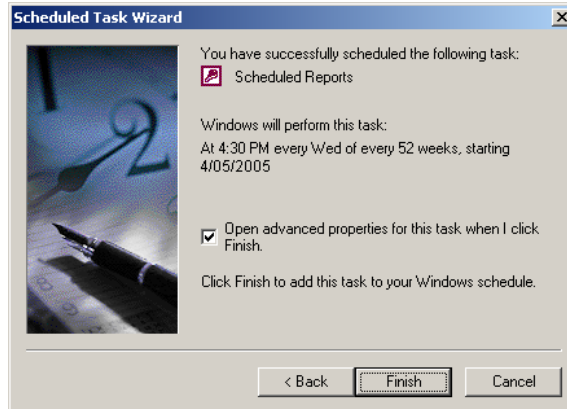 Scheduled Task Wizard
You have successfully scheduled the following task:
Scheduled Reports
Windows will perform this task:
At 4:30 PM every Wed of every 52 weeks, starting
4/05/2005
Open advanced properties for this task when I click
Finish.
Click Finish to add this task to your Windows schedule.
< Back
Finish
Cancel